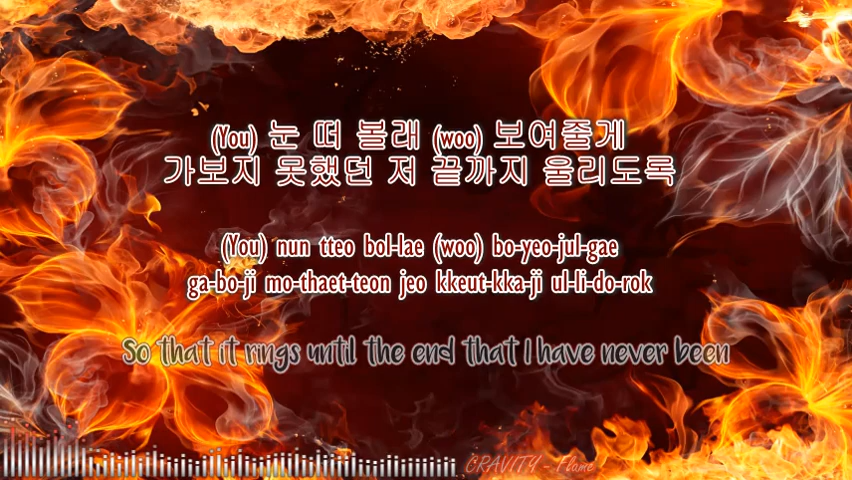 (You) 눈 떠 볼래 (woo) 보여줄게
가보지 못했던 저 끝까지 울리도록
(You) nun tteo bol-lae (woo) bo-yeo-jul-gae
ga-bo-ji mo-thaet-teon jeo kkeut-kka-ji ul-li-do-rok
So that it rings until the end that I have never been
CRAVITY - Flame